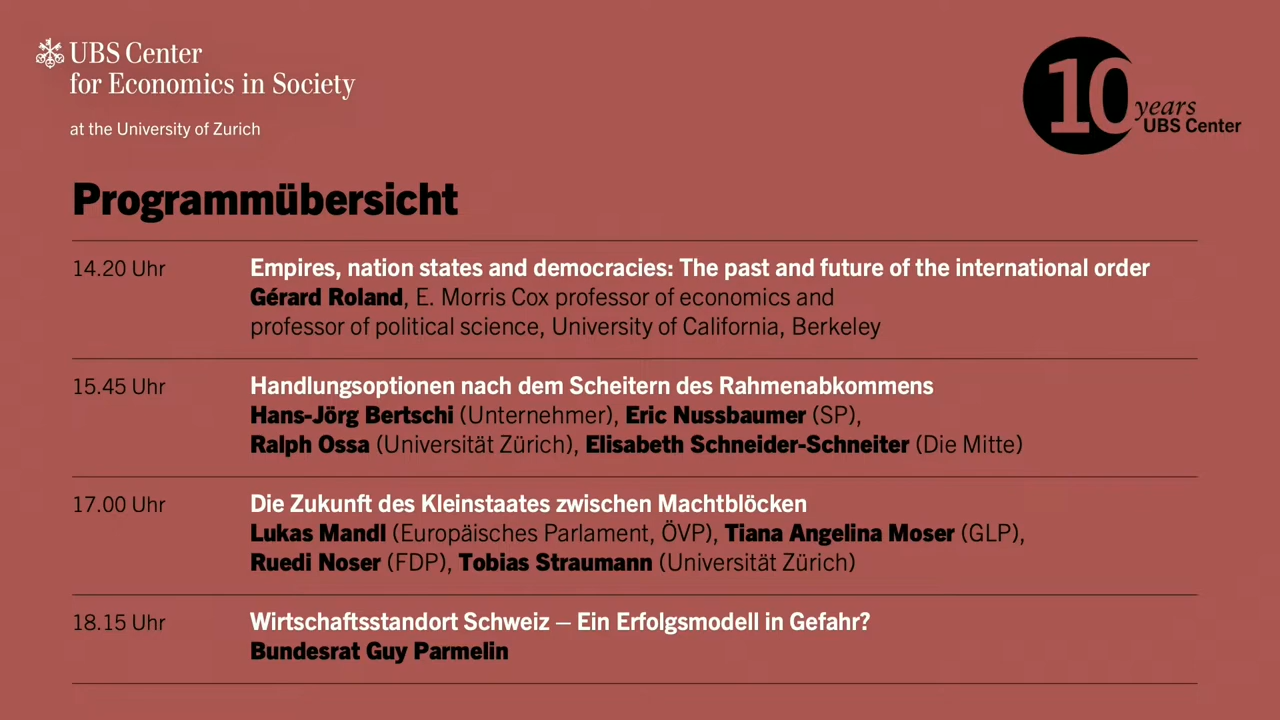 UBS Center
for Economics in Society
at the University of Zurich
10 years
UBS Center
Programmübersicht
14.20 Uhr
Empires, nation states and democracies: The past and future of the international order
Gérard Roland, E. Morris Cox professor of economics and
professor of political science, University of California, Berkeley
15.45 Uhr
Handlungsoptionen nach dem Scheitern des Rahmenabkommens
Hans-Jörg Bertschi (Unternehmer), Eric Nussbaumer (SP),
Ralph Ossa (Universität Zürich), Elisabeth Schneider-Schneiter (Die Mitte)
17.00 Uhr
Die Zukunft des Kleinstaates zwischen Machtblöcken
Lukas Mandl (Europäisches Parlament, ÖVP), Tiana Angelina Moser (GLP),
Ruedi Noser (FDP), Tobias Straumann (Universität Zürich)
18.15 Uhr
Wirtschaftsstandort Schweiz – Ein Erfolgsmodell in Gefahr?
Bundesrat Guy Parmelin